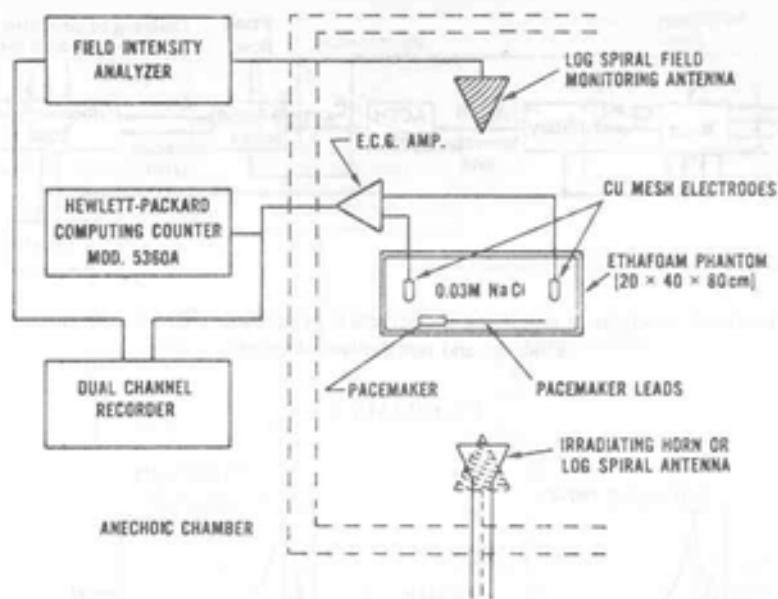 FIELD INTENSITY
ANALYZER
LOG SPIRAL FIELD
MONITORING ANTENNA
E.C.G. AMP.
CU MESH ELECTRODES
HEWLETT-PACKARD
COMPUTING COUNTER
MOD. 5360A
ETHAFOAM PHANTOM
[20 × 40 × 80cm]
0.03M NaCl
DUAL CHANNEL
RECORDER
PACEMAKER
PACEMAKER LEADS
IRRADIATING HORN OR
LOG SPIRAL ANTENNA
ANECHOIC CHAMBER